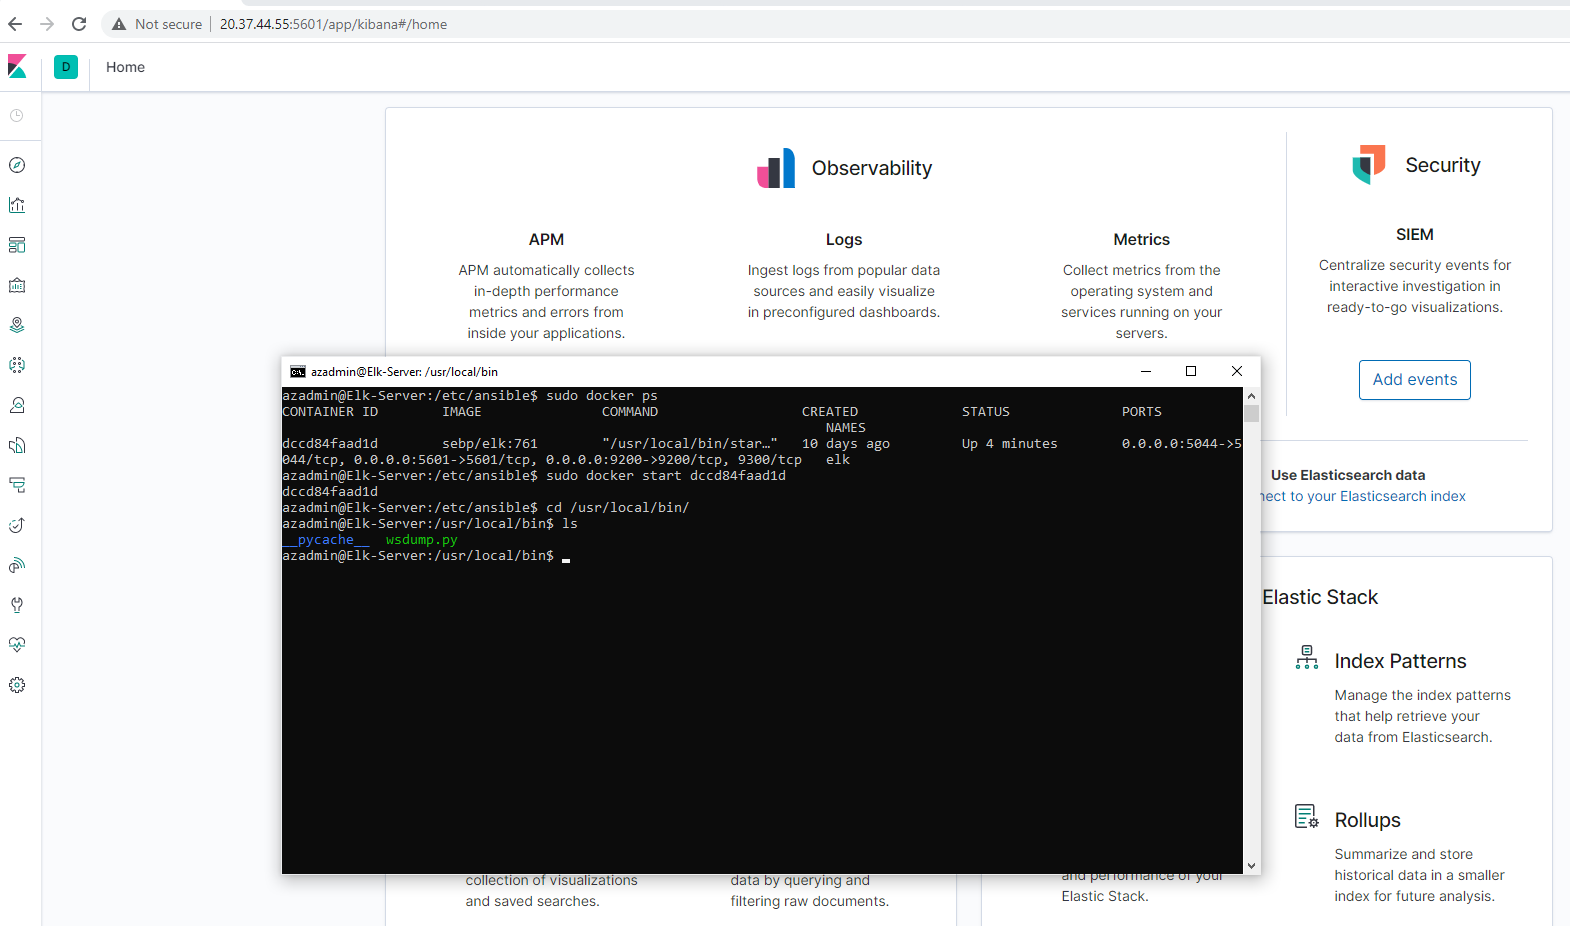 Not secure | 20.37.44.55:5601/app/kibana#/home
D Home
Observability
Security
APM
APM automatically collects
in-depth performance
metrics and errors from
inside your applications.
Logs
Ingest logs from popular data
sources and easily visualize
in preconfigured dashboards.
Metrics
Collect metrics from the
operating system and
services running on your
servers.
SIEM
Centralize security events for
interactive investigation in
ready-to-go visualizations.
Add events
azadmin@Elk-Server: /usr/local/bin
azadmin@Elk-Server:/etc/ansible$ sudo docker ps
CONTAINER ID IMAGE COMMAND CREATED STATUS PORTS
NAMES
dccd84faad1d sebp/elk:761 "/usr/local/bin/star…" 10 days ago Up 4 minutes 0.0.0.0:5044->5
044/tcp, 0.0.0.0:5601->5601/tcp, 0.0.0.0:9200->9200/tcp, 9300/tcp elk
azadmin@Elk-Server:/etc/ansible$ sudo docker start dccd84faad1d
dccd84faad1d
azadmin@Elk-Server:/etc/ansible$ cd /usr/local/bin/
azadmin@Elk-Server:/usr/local/bin$ ls
__pycache__ wsdump.py
azadmin@Elk-Server:/usr/local/bin$
Use Elasticsearch data
nect to your Elasticsearch index
Elastic Stack
Index Patterns
Manage the index patterns
that help retrieve your
data from Elasticsearch.
Rollups
Summarize and store
historical data in a smaller
index for future analysis.
collection of visualizations
and saved searches.
data by querying and
filtering raw documents.
and performance of your
Elastic Stack.